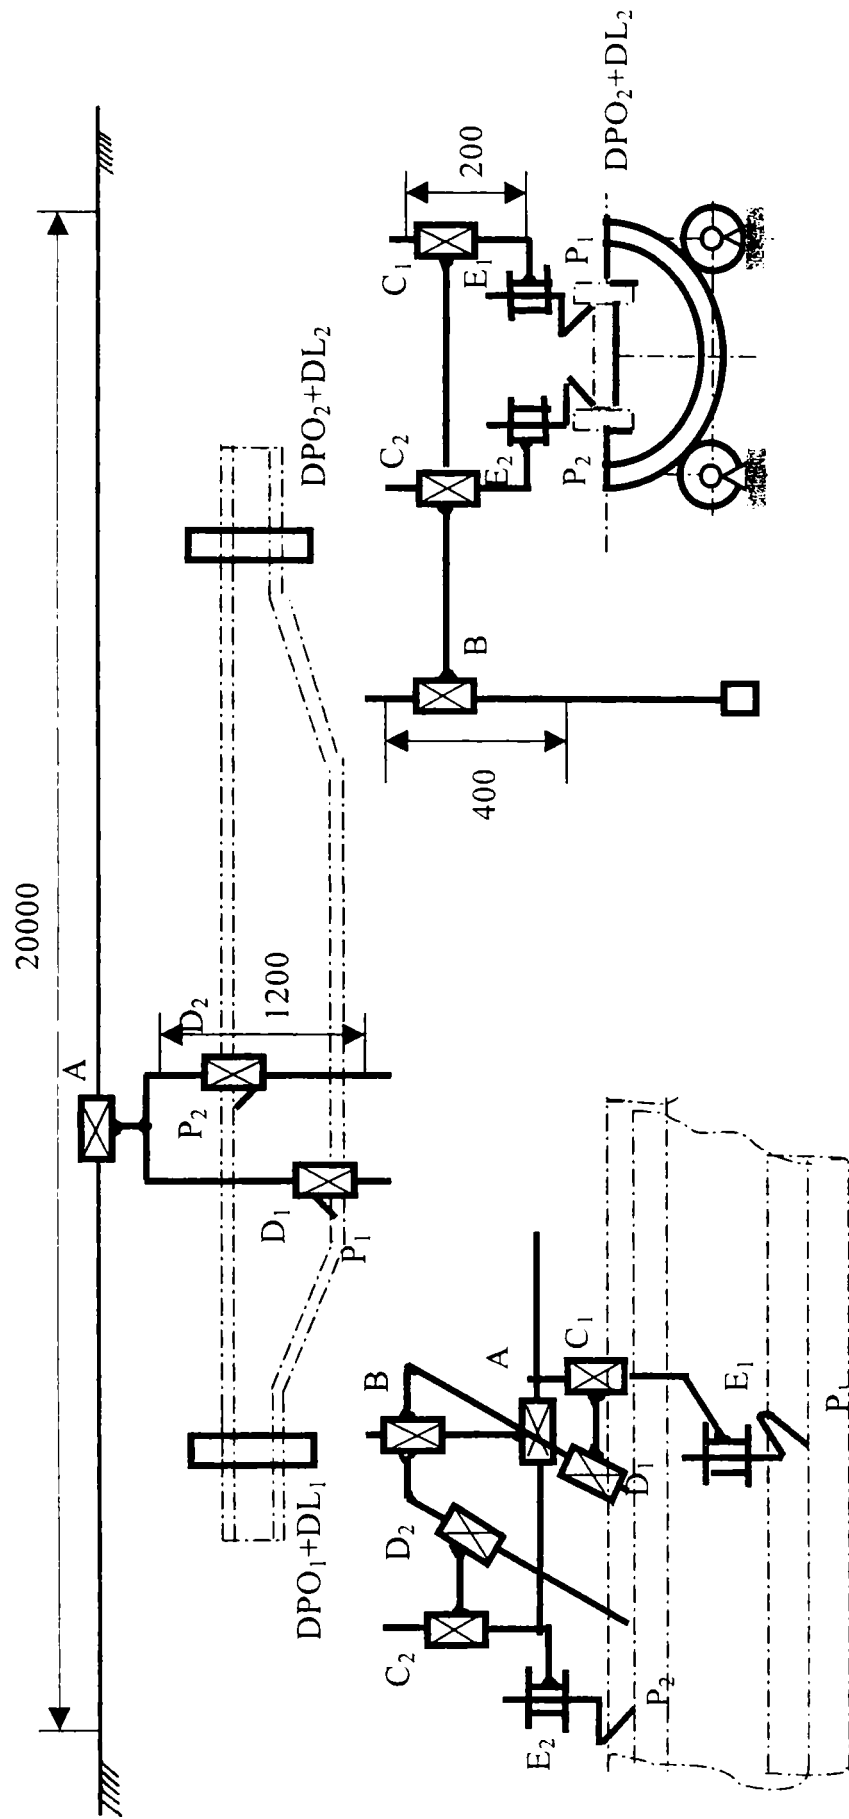 20000
A
D₂
1200
P₂
D₁
P₁
DPO₁+DL₁
DPO₂+DL₂
C₁
200
E₁
C₂
E₂
P₁
P₂
DPO₂+DL₂
B
400
B
A
C₁
D₂
D₁
C₂
E₂
E₁
P₂
P₁